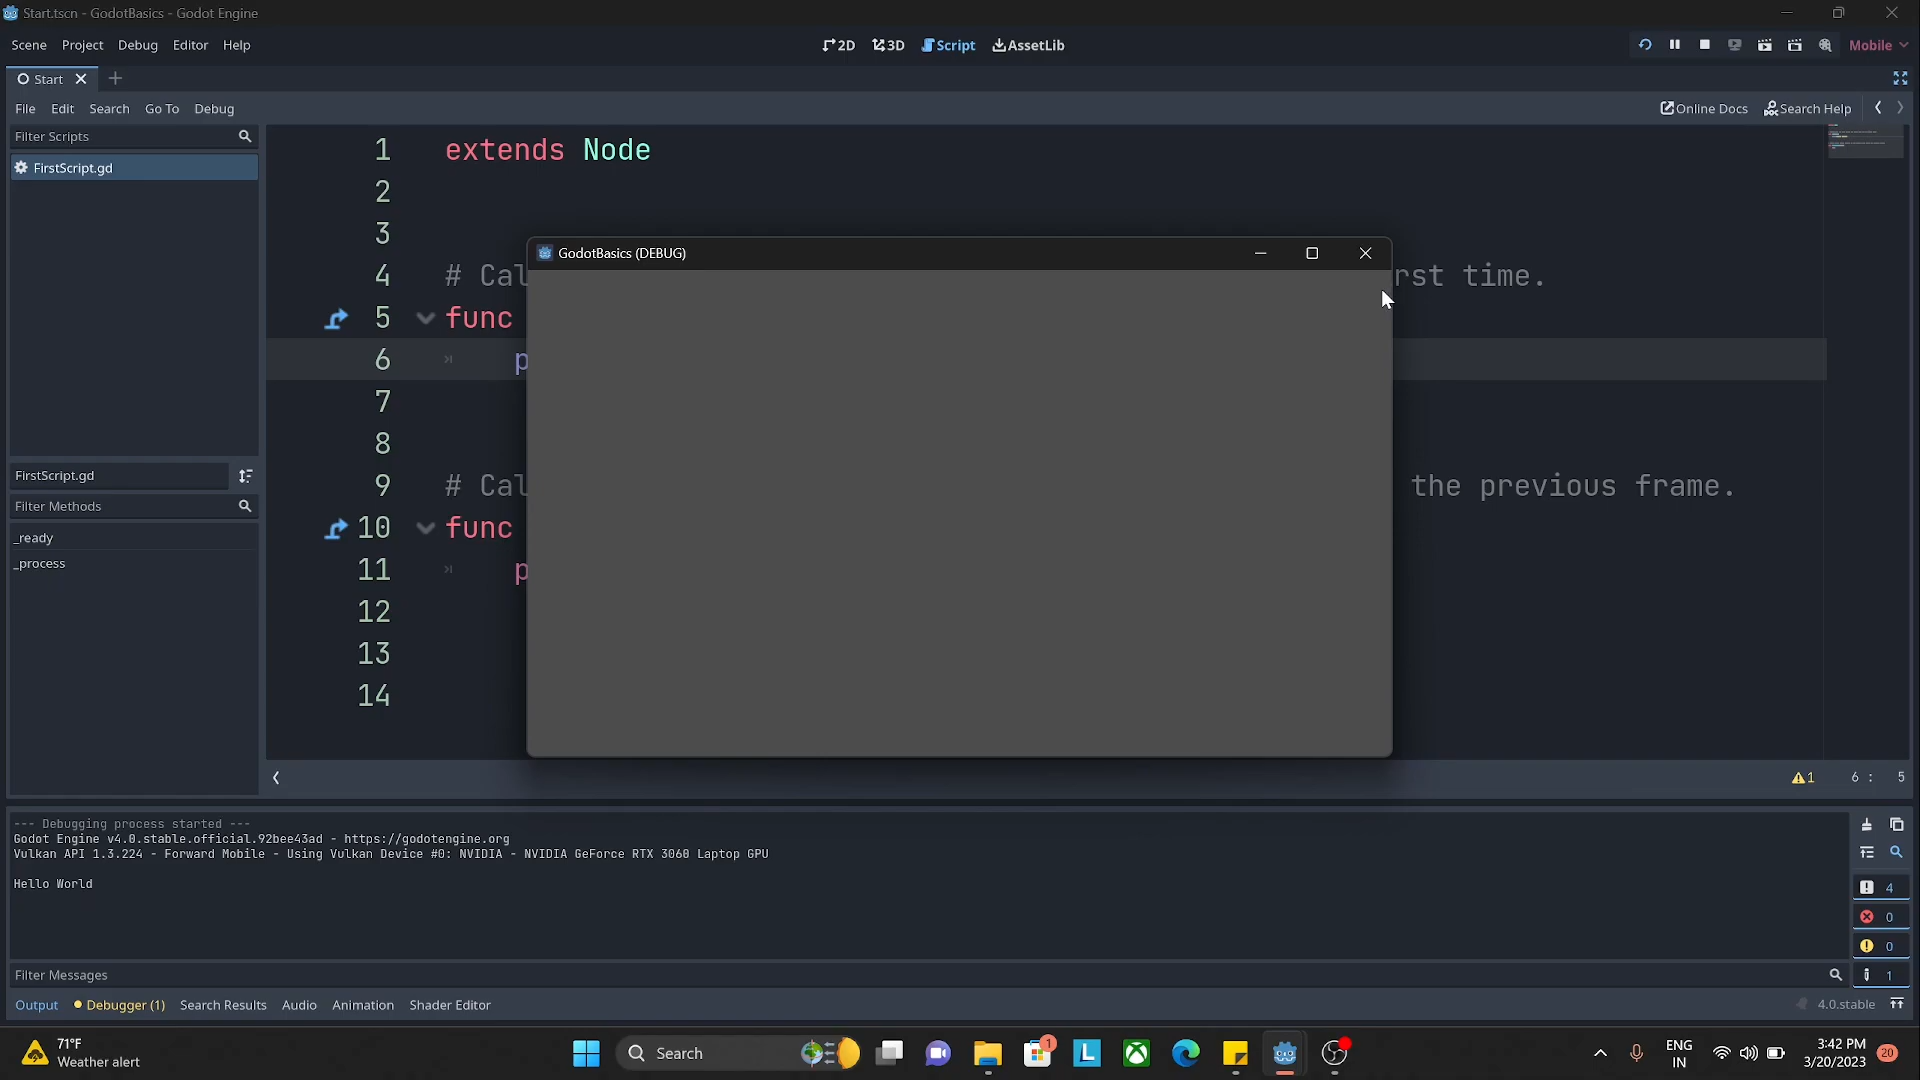 Start.tscn - GodotBasics - Godot Engine
Scene Project Debug Editor Help
2D 3D Script AssetLib
Mobile
Start
File Edit Search Go To Debug
Online Docs Search Help
Filter Scripts
FirstScript.gd
1 extends Node
2
3
GodotBasics (DEBUG)
4 # Cal rst time.
5 func
6 p
7
8
FirstScript.gd
9 # Cal the previous frame.
Filter Methods
10 func
_ready
_process
11 p
12
13
14
1 6 : 5
--- Debugging process started ---
Godot Engine v4.0.stable.official.92bee43ad - https://godotengine.org
Vulkan API 1.3.224 - Forward Mobile - Using Vulkan Device #0: NVIDIA - NVIDIA GeForce RTX 3060 Laptop GPU
Hello World
4
0
0
Filter Messages
1
Output Debugger (1) Search Results Audio Animation Shader Editor
4.0.stable
71°F
Weather alert
Search
1
L
ENG
IN
3:42 PM
3/20/2023
20